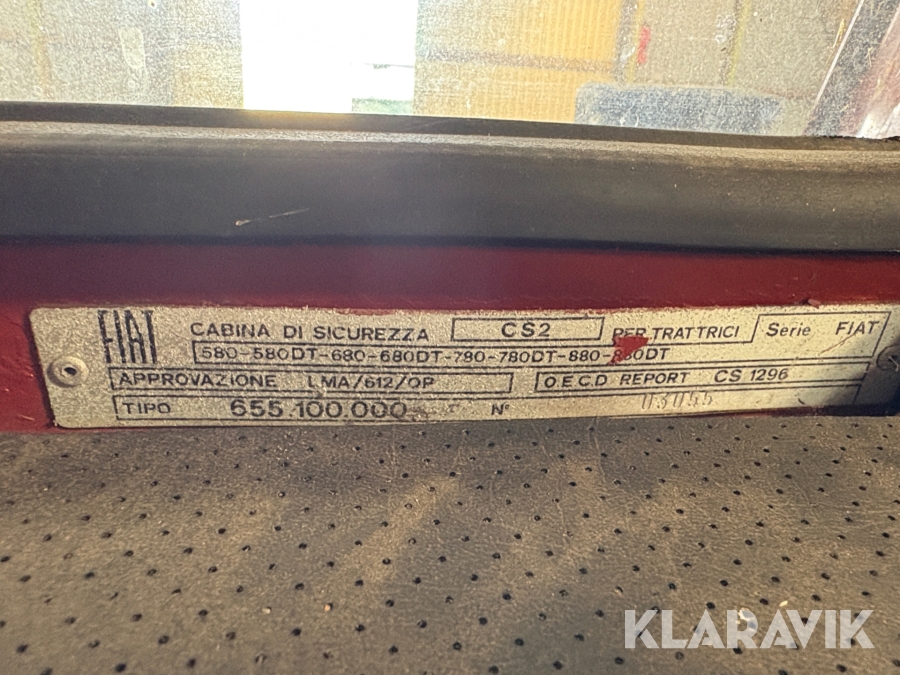 FIAT CABINA DI SICUREZZA CS2 PER TRATTRICI Serie FIAT
580-580DT-680-680DT-780-780DT-880-880DT
APPROVAZIONE LMA/612/OP O.E.C.D REPORT CS 1296
TIPO 655.100.000 N° 03055
KLARAVIK